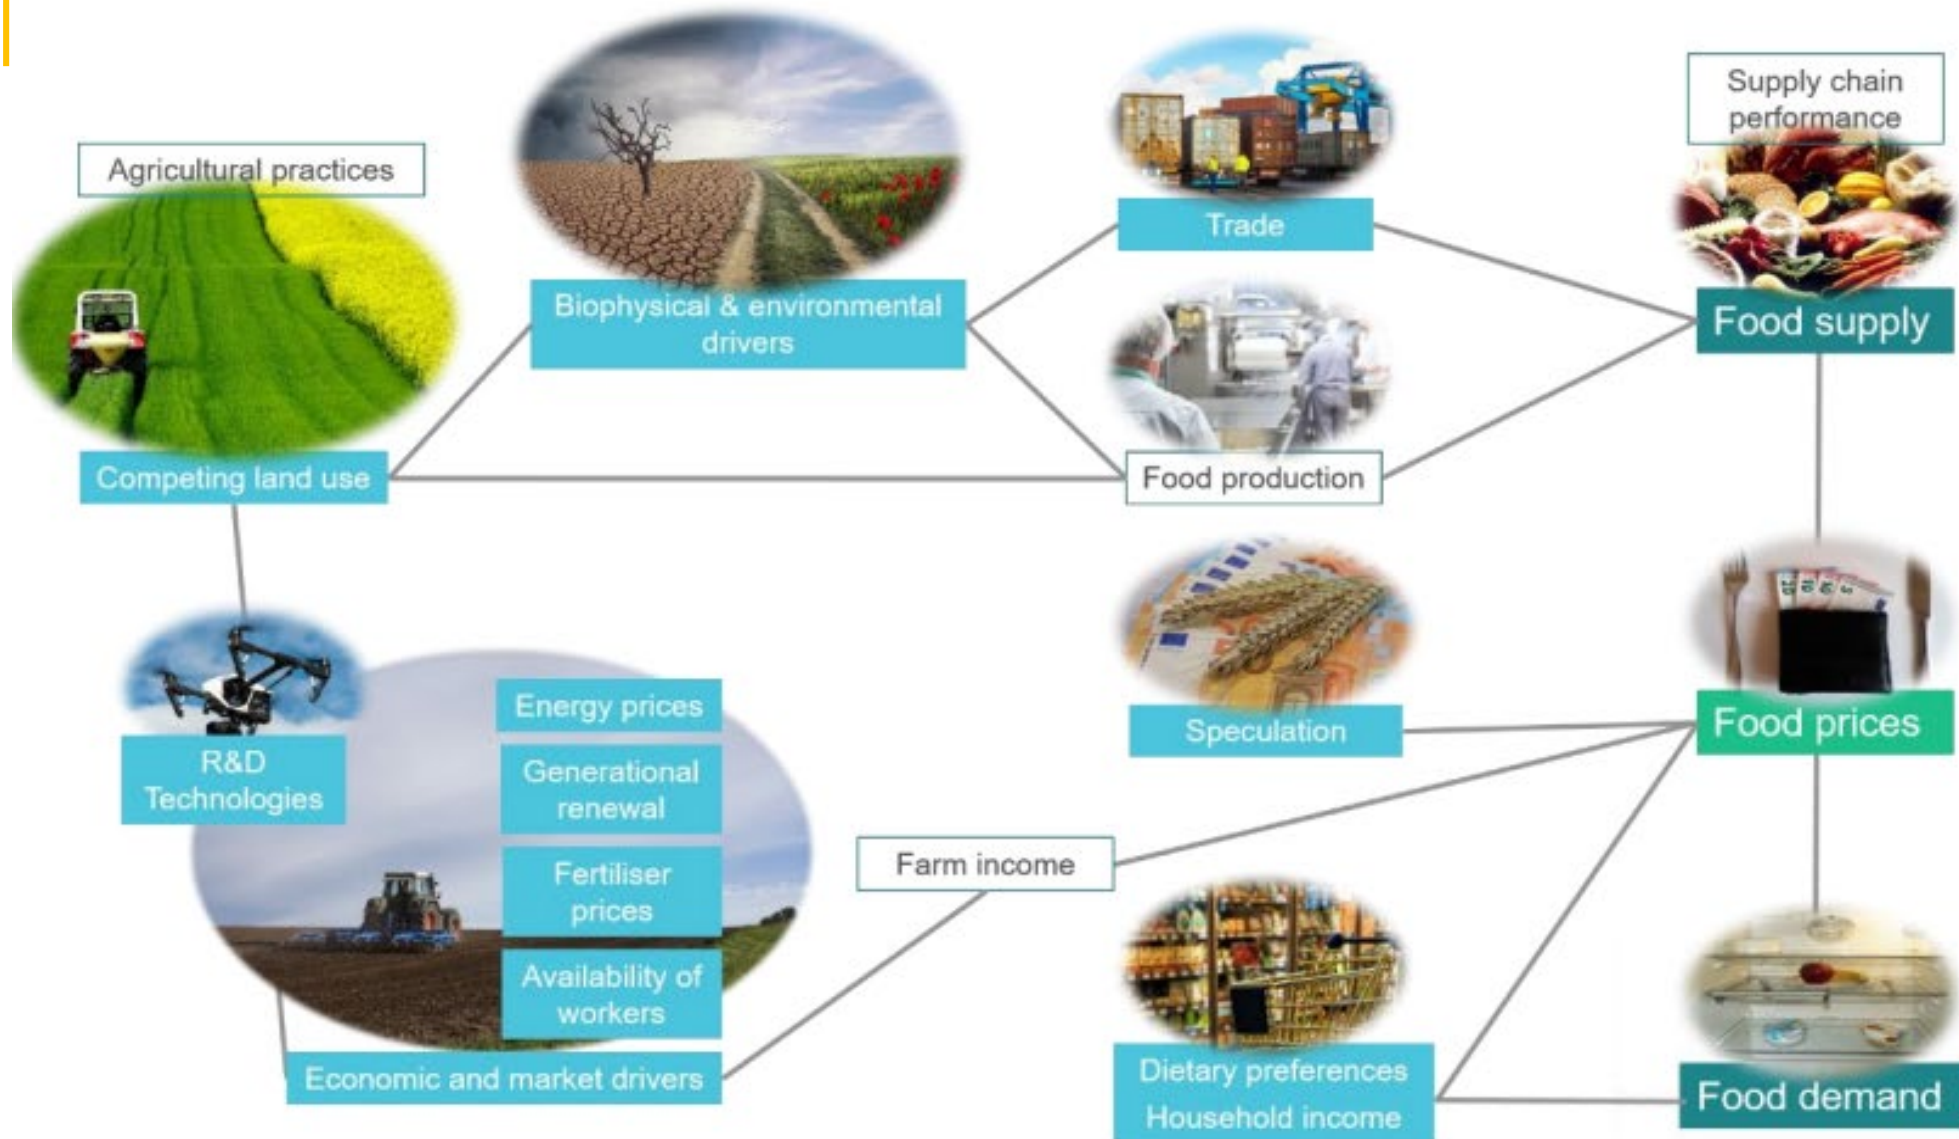 Agricultural practices
Competing land use
Biophysical & environmental
drivers
Trade
Food production
Supply chain
performance
Food supply
R&D
Technologies
Energy prices
Generational
renewal
Fertiliser
prices
Availability of
workers
Economic and market drivers
Farm income
Speculation
Food prices
Dietary preferences
Household income
Food demand